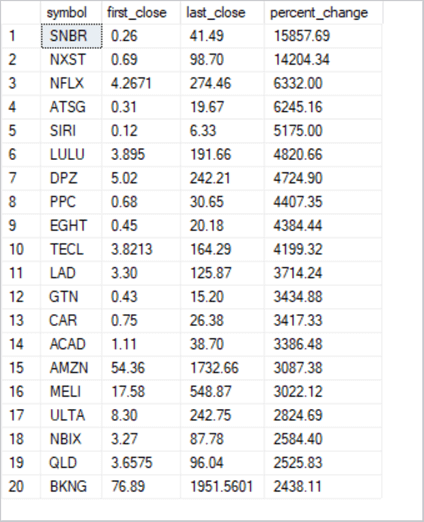 symbol first_close last_close percent_change
1 SNBR 0.26 41.49 15857.69
2 NXST 0.69 98.70 14204.34
3 NFLX 4.2671 274.46 6332.00
4 ATSG 0.31 19.67 6245.16
5 SIRI 0.12 6.33 5175.00
6 LULU 3.895 191.66 4820.66
7 DPZ 5.02 242.21 4724.90
8 PPC 0.68 30.65 4407.35
9 EGHT 0.45 20.18 4384.44
10 TECL 3.8213 164.29 4199.32
11 LAD 3.30 125.87 3714.24
12 GTN 0.43 15.20 3434.88
13 CAR 0.75 26.38 3417.33
14 ACAD 1.11 38.70 3386.48
15 AMZN 54.36 1732.66 3087.38
16 MELI 17.58 548.87 3022.12
17 ULTA 8.30 242.75 2824.69
18 NBIX 3.27 87.78 2584.40
19 QLD 3.6575 96.04 2525.83
20 BKNG 76.89 1951.5601 2438.11